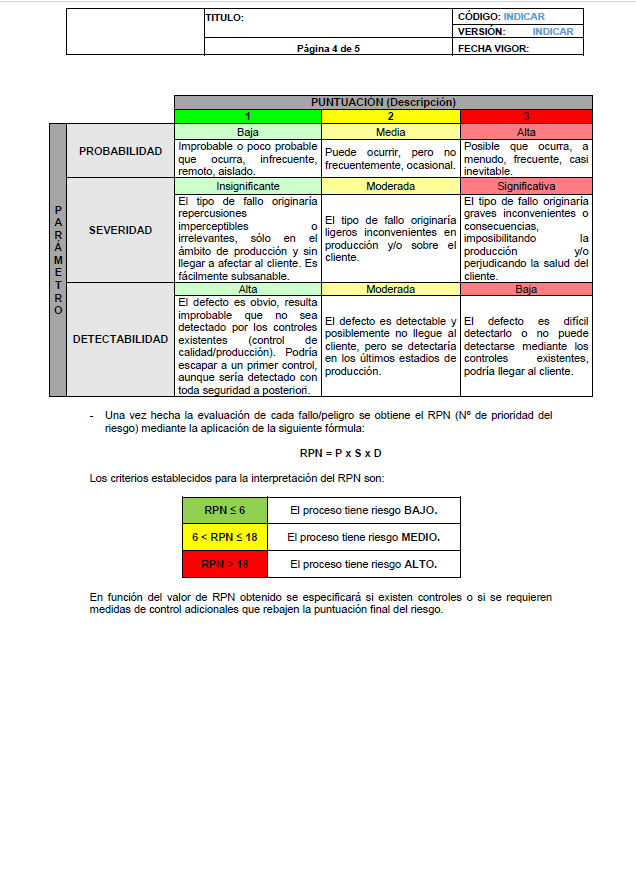 TITULO:
CÓDIGO: INDICAR
VERSIÓN: INDICAR
Página 4 de 5
FECHA VIGOR:
PUNTUACIÓN (Descripción)
1
2
3
PARÁMETRO
PROBABILIDAD
Baja
Media
Alta
Improbable o poco probable
que ocurra, infrecuente,
remoto, aislado.
Puede ocurrir, pero no
frecuentemente, ocasional.
Posible que ocurra, a
menudo, frecuente, casi
inevitable.
SEVERIDAD
Insignificante
Moderada
Significativa
El tipo de fallo originaría
repercusiones
imperceptibles o
irrelevantes, sólo en el
ámbito de producción y sin
llegar a afectar al cliente. Es
fácilmente subsanable.
El tipo de fallo originaría
ligeros inconvenientes en
producción y/o sobre el
cliente.
El tipo de fallo originaría
graves inconvenientes o
consecuencias,
imposibilitando la
producción y/o
perjudicando la salud del
cliente.
DETECTABILIDAD
Alta
Moderada
Baja
El defecto es obvio, resulta
improbable que no sea
detectado por los controles
existentes (control de
calidad/producción). Podría
escapar a un primer control,
aunque sería detectado con
toda seguridad a posteriori.
El defecto es detectable y
posiblemente no llegue al
cliente, pero se detectaría
en los últimos estadios de
producción.
El defecto es difícil
detectarlo o no puede
detectarse mediante los
controles existentes,
podría llegar al cliente.
- Una vez hecha la evaluación de cada fallo/peligro se obtiene el RPN (Nº de prioridad del
riesgo) mediante la aplicación de la siguiente fórmula:
RPN = P x S x D
Los criterios establecidos para la interpretación del RPN son:
RPN ≤ 6
El proceso tiene riesgo BAJO.
6 < RPN ≤ 18
El proceso tiene riesgo MEDIO.
RPN > 18
El proceso tiene riesgo ALTO.
En función del valor de RPN obtenido se especificará si existen controles o si se requieren
medidas de control adicionales que rebajen la puntuación final del riesgo.